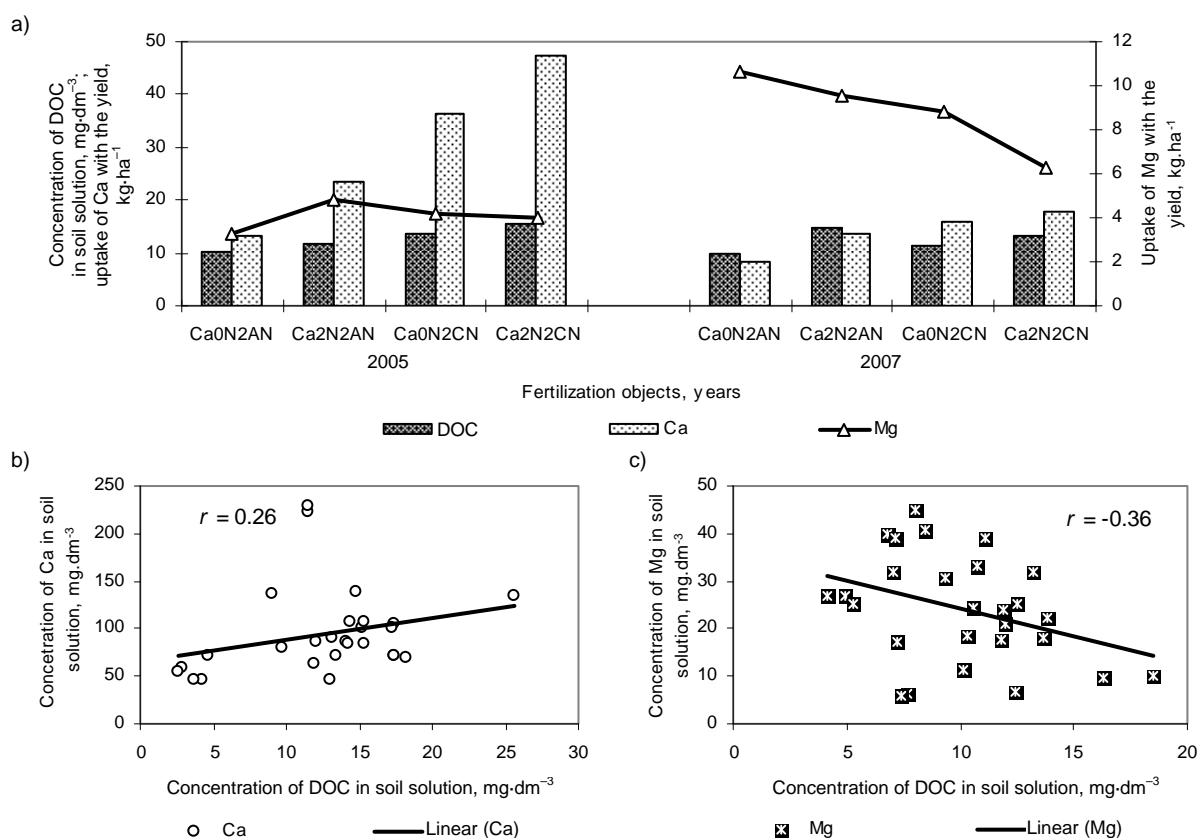 a)
Concentration of DOC
in soil solution, mg·dm⁻³;
uptake of Ca with the yield,
kg·ha⁻¹
50
40
30
20
10
0
12
10
8
6
4
2
0
Uptake of Mg with the
yield, kg.ha⁻¹
Ca0N2AN Ca2N2AN Ca0N2CN Ca2N2CN Ca0N2AN Ca2N2AN Ca0N2CN Ca2N2CN
2005 2007
Fertilization objects, years
DOC Ca Mg
b)
Concetration of Ca in soil
solution, mg.dm⁻³
250
200
150
100
50
0
r = 0.26
0 5 10 15 20 25 30
Concentration of DOC in soil solution, mg·dm⁻³
Ca Linear (Ca)
c)
Concentration of Mg in soil
solution, mg.dm⁻³
50
40
30
20
10
0
r = -0.36
0 5 10 15 20
Concentration of DOC in soil solution, mg·dm⁻³
Mg Linear (Mg)